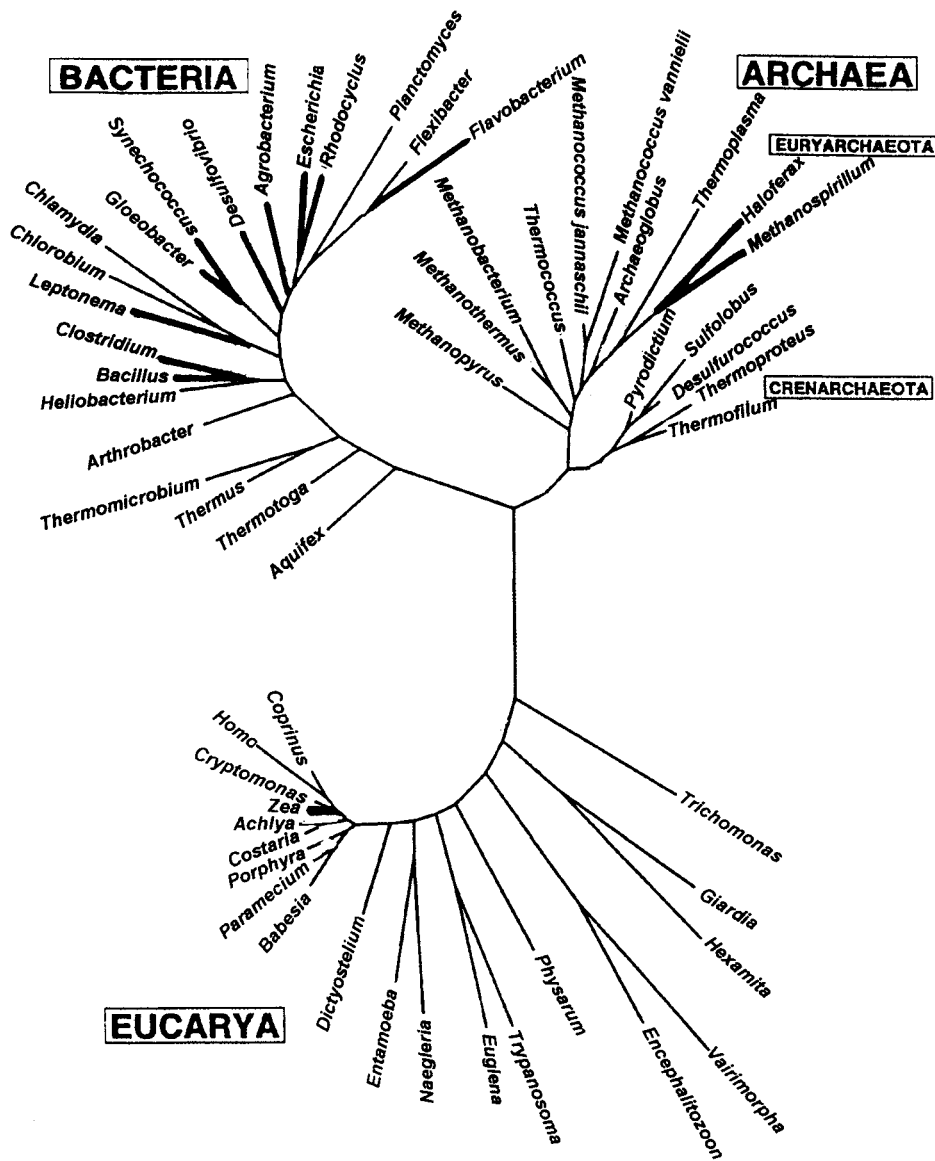 BACTERIA
ARCHAEA
EURYARCHAEOTA
CRENARCHAEOTA
EUCARYA
Heliobacterium
Bacillus
Clostridium
Leptonema
Chlorobium
Chlamydia
Gloeobacter
Synechococcus
Desulfovibrio
Agrobacterium
Escherichia
Rhodocyclus
Planctomyces
Flexibacter
Flavobacterium
Arthrobacter
Thermomicrobium
Thermus
Thermotoga
Aquifex
Methanopyrus
Methanothermus
Methanobacterium
Thermococcus
Methanococcus jannaschii
Methanococcus vannielii
Archaeoglobus
Thermoplasma
Haloferax
Methanospirillum
Pyrodictium
Sulfolobus
Desulfurococcus
Thermoproteus
Thermofilum
Coprinus
Homo
Cryptomonas
Zea
Achlya
Costaria
Porphyra
Paramecium
Babesia
Dictyostelium
Entamoeba
Naegleria
Euglena
Trypanosoma
Physarum
Encephalitozoon
Vairimorpha
Hexamita
Giardia
Trichomonas